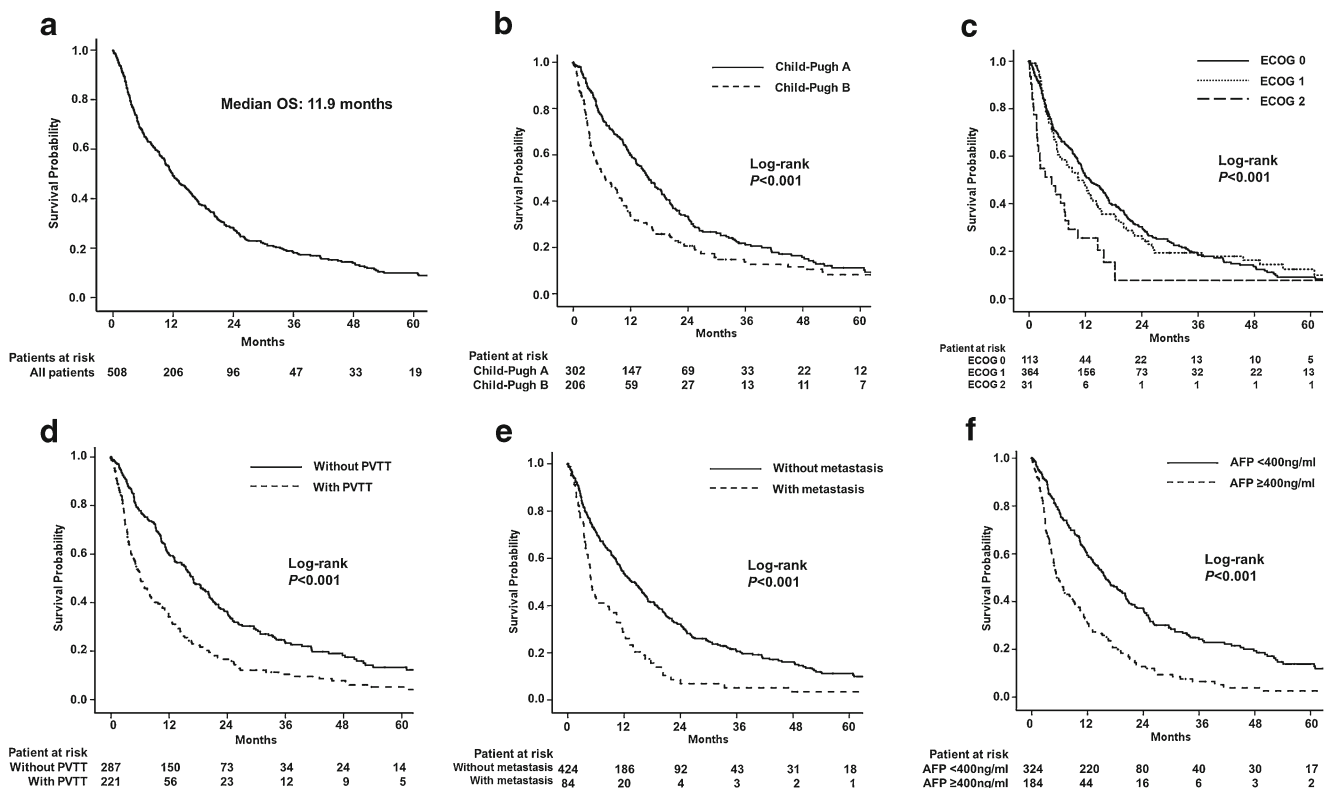 a
1.0
0.8
0.6
0.4
0.2
0.0
Survival Probability
Median OS: 11.9 months
0 12 24 36 48 60
Months
Patients at risk
All patients 508 206 96 47 33 19
b
1.0
0.8
0.6
0.4
0.2
0.0
Survival Probability
Child-Pugh A
Child-Pugh B
Log-rank
P<0.001
0 12 24 36 48 60
Months
Patient at risk
Child-Pugh A 302 147 69 33 22 12
Child-Pugh B 206 59 27 13 11 7
c
1.0
0.8
0.6
0.4
0.2
0.0
Survival Probability
ECOG 0
ECOG 1
ECOG 2
Log-rank
P<0.001
0 12 24 36 48 60
Months
Patient at risk
ECOG 0 113 44 22 13 10 5
ECOG 1 364 156 73 32 22 13
ECOG 2 31 6 1 1 1 1
d
1.0
0.8
0.6
0.4
0.2
0.0
Survival Probability
Without PVTT
With PVTT
Log-rank
P<0.001
0 12 24 36 48 60
Months
Patient at risk
Without PVTT 287 150 73 34 24 14
With PVTT 221 56 23 12 9 5
e
1.0
0.8
0.6
0.4
0.2
0.0
Survival Probability
Without metastasis
With metastasis
Log-rank
P<0.001
0 12 24 36 48 60
Months
Patient at risk
Without metastasis 424 186 92 43 31 18
With metastasis 84 20 4 3 2 1
f
1.0
0.8
0.6
0.4
0.2
0.0
Survival Probability
AFP <400ng/ml
AFP ≥400ng/ml
Log-rank
P<0.001
0 12 24 36 48 60
Months
Patient at risk
AFP <400ng/ml 324 220 80 40 30 17
AFP ≥400ng/ml 184 44 16 6 3 2